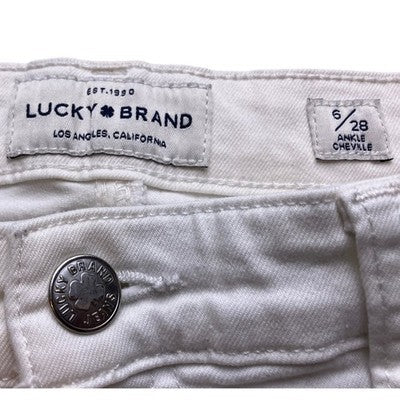 EST. 1990
LUCKY BRAND
LOS ANGELES, CALIFORNIA
6/28
ANKLE
CHEVILLE
LUCKY BRAND JEANS